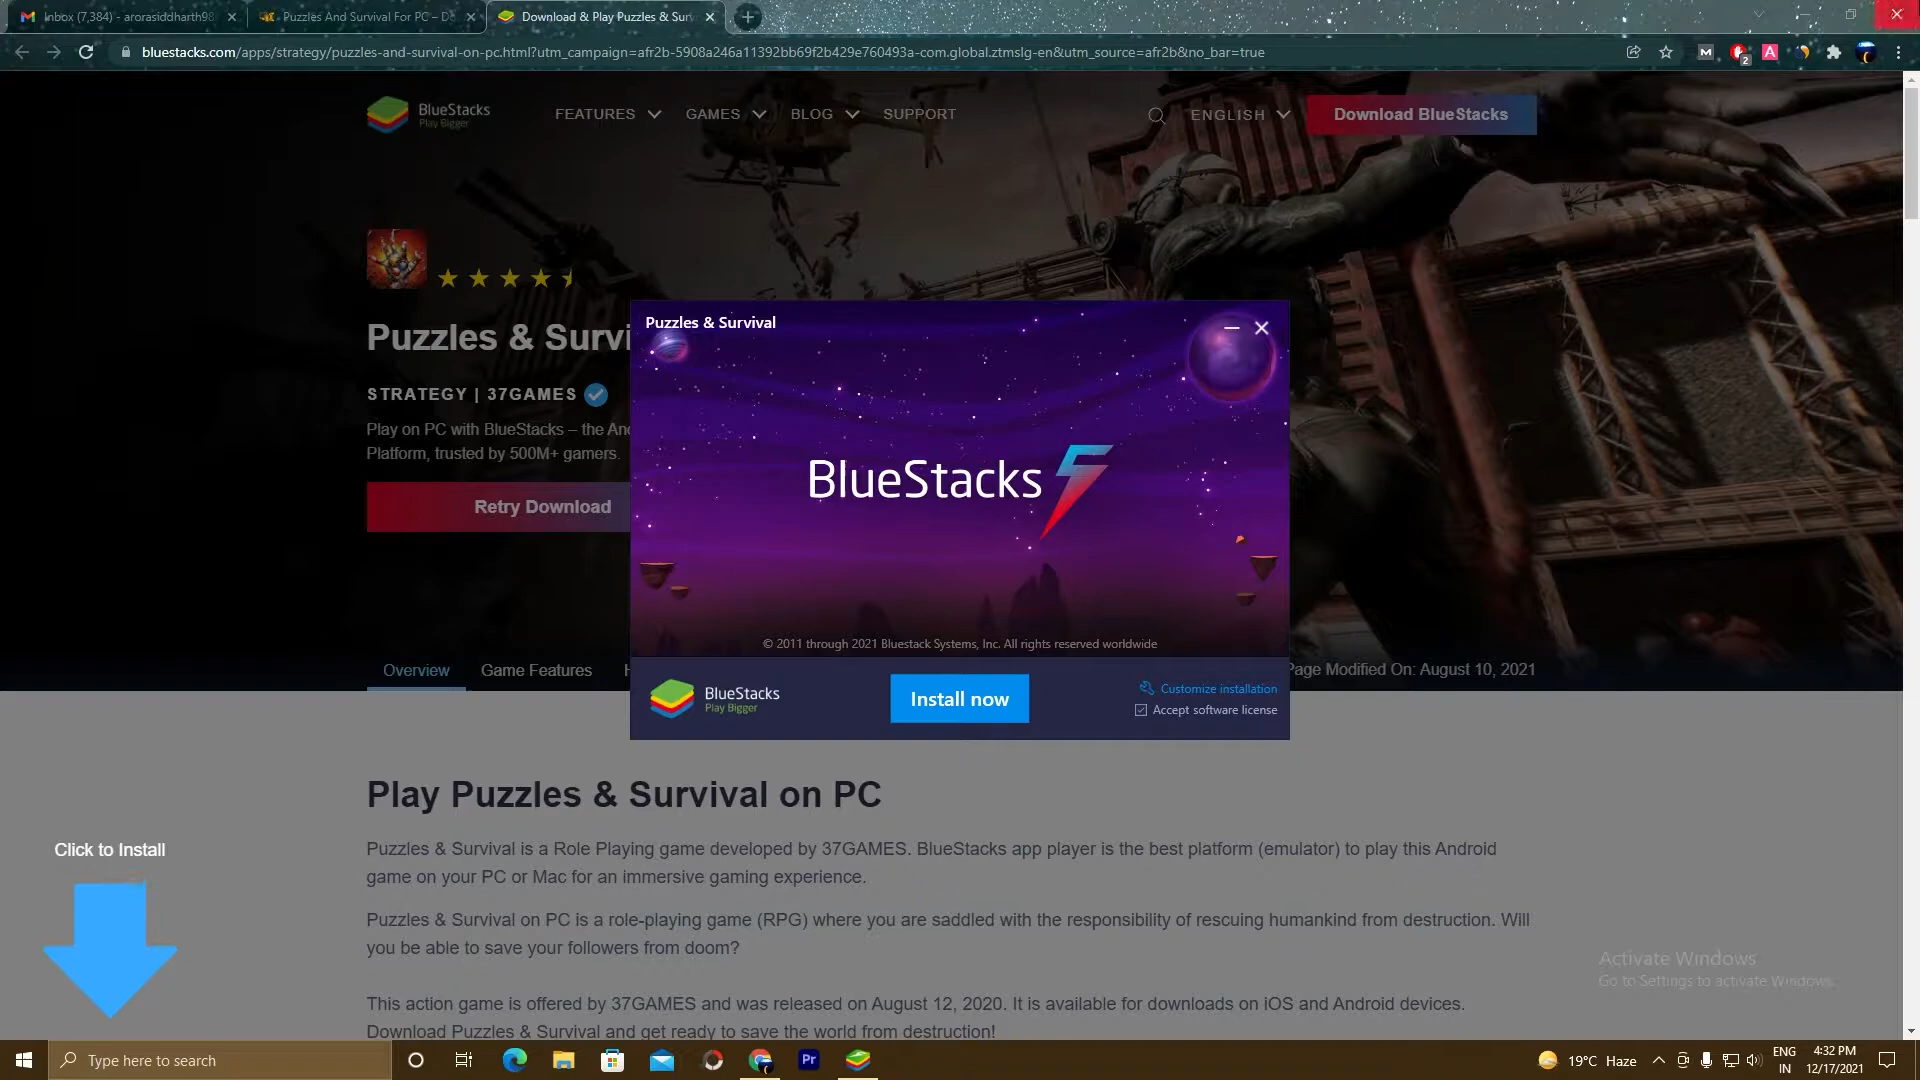 Inbox (7,384) - arorasiddharth98
Puzzles And Survival For PC – D
Download & Play Puzzles & Sur
bluestacks.com/apps/strategy/puzzles-and-survival-on-pc.html?utm_campaign=afr2b-5908a246a11392bb69f2b429e760493a-com.global.ztmslg-en&utm_source=afr2b&no_bar=true
M
2
A
BlueStacks
Play Bigger
FEATURES
GAMES
BLOG
SUPPORT
ENGLISH
Download BlueStacks
Puzzles & Survi
STRATEGY | 37GAMES
Play on PC with BlueStacks – the An
Platform, trusted by 500M+ gamers.
Retry Download
Puzzles & Survival
BlueStacks 5
© 2011 through 2021 Bluestack Systems, Inc. All rights reserved worldwide
BlueStacks
Play Bigger
Install now
Customize installation
Accept software license
Overview
Game Features
H
Page Modified On: August 10, 2021
Play Puzzles & Survival on PC
Puzzles & Survival is a Role Playing game developed by 37GAMES. BlueStacks app player is the best platform (emulator) to play this Android
game on your PC or Mac for an immersive gaming experience.
Puzzles & Survival on PC is a role-playing game (RPG) where you are saddled with the responsibility of rescuing humankind from destruction. Will
you be able to save your followers from doom?
This action game is offered by 37GAMES and was released on August 12, 2020. It is available for downloads on iOS and Android devices.
Download Puzzles & Survival and get ready to save the world from destruction!
Click to Install
Activate Windows
Go to Settings to activate Windows.
Type here to search
Pr
19°C Haze
ENG
IN
4:32 PM
12/17/2021